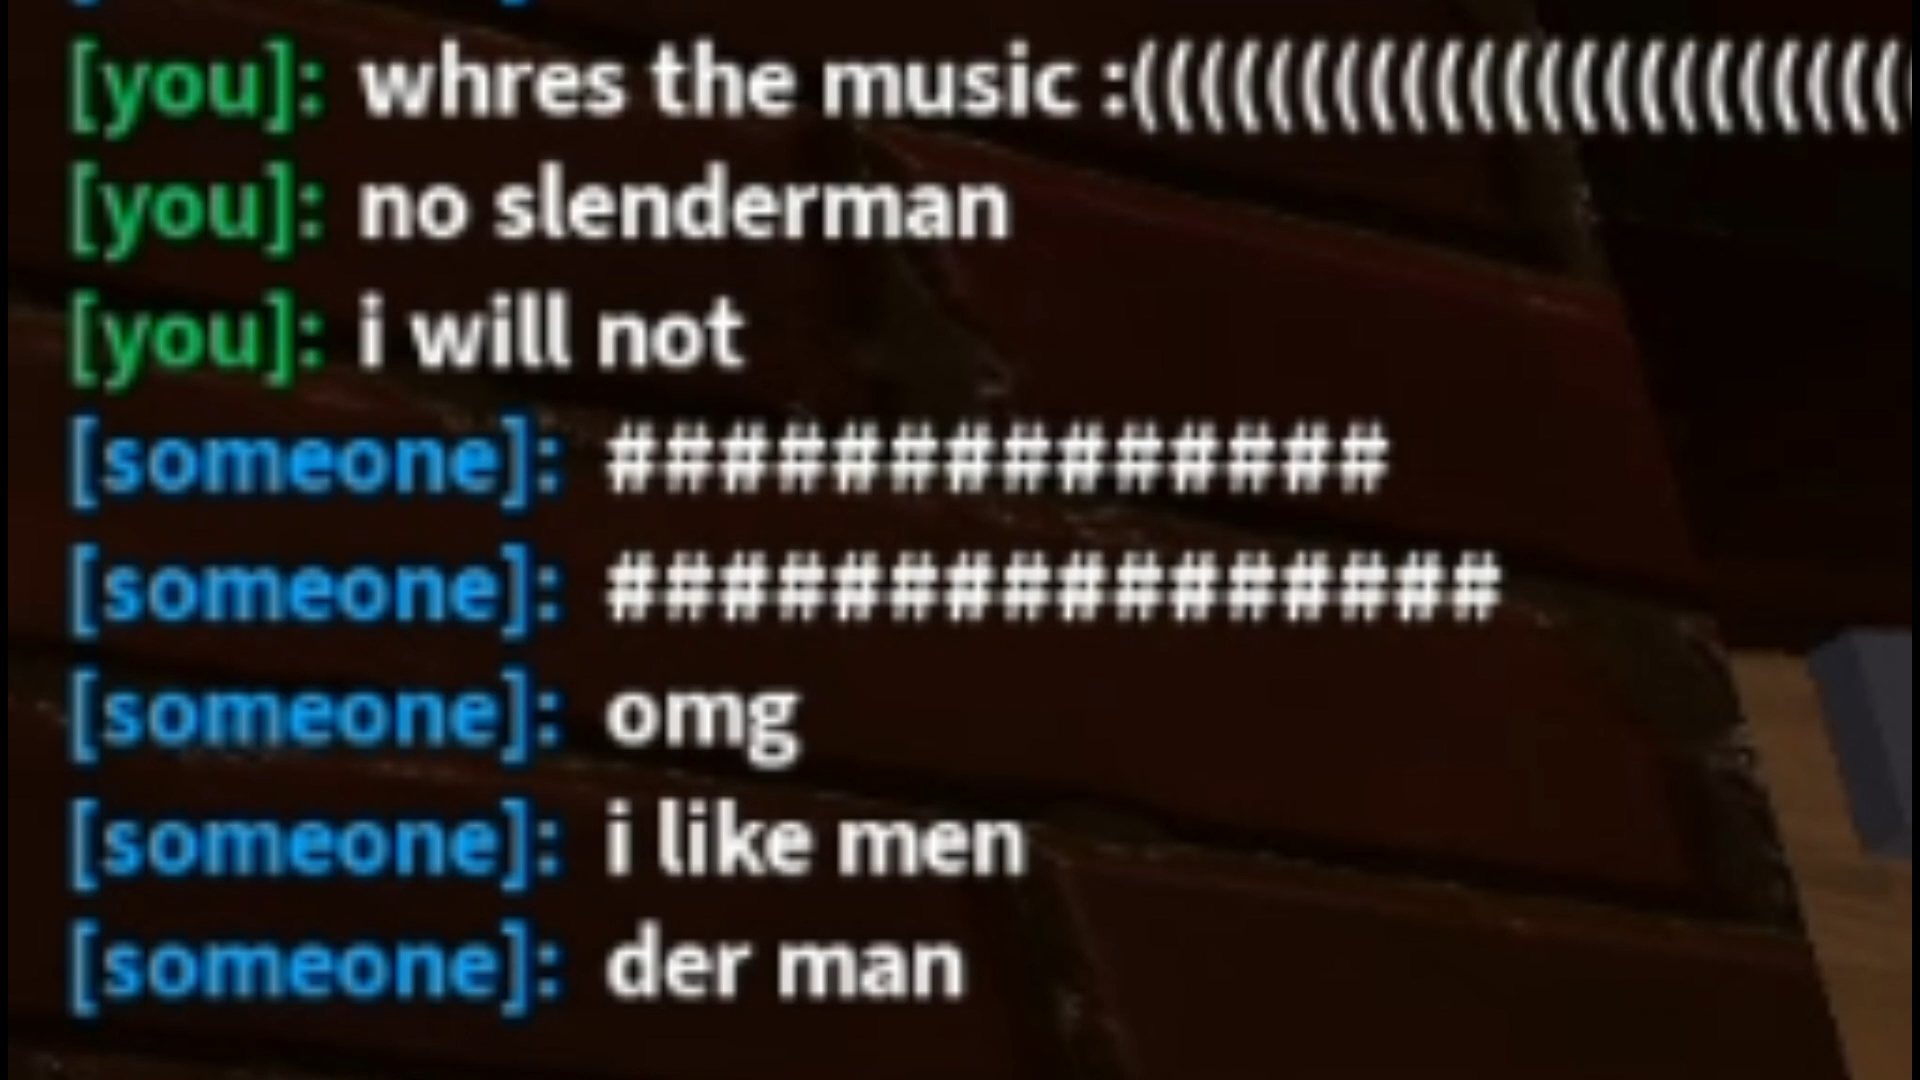 [you]: whres the music :(((((((((((((((((((((((
[you]: no slenderman
[you]: i will not
[someone]: ##############
[someone]: ################
[someone]: omg
[someone]: i like men
[someone]: der man